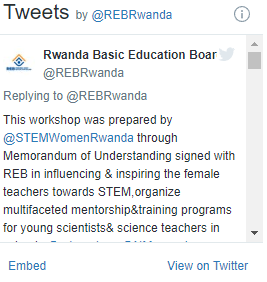 Tweets by @REBRwanda
Rwanda Basic Education Boar
@REBRwanda
Replying to @REBRwanda
This workshop was prepared by
@STEMWomenRwanda through
Memorandum of Understanding signed with
REB in influencing & inspiring the female
teachers towards STEM,organize
multifaceted mentorship&training programs
for young scientists& science teachers in
Embed View on Twitter